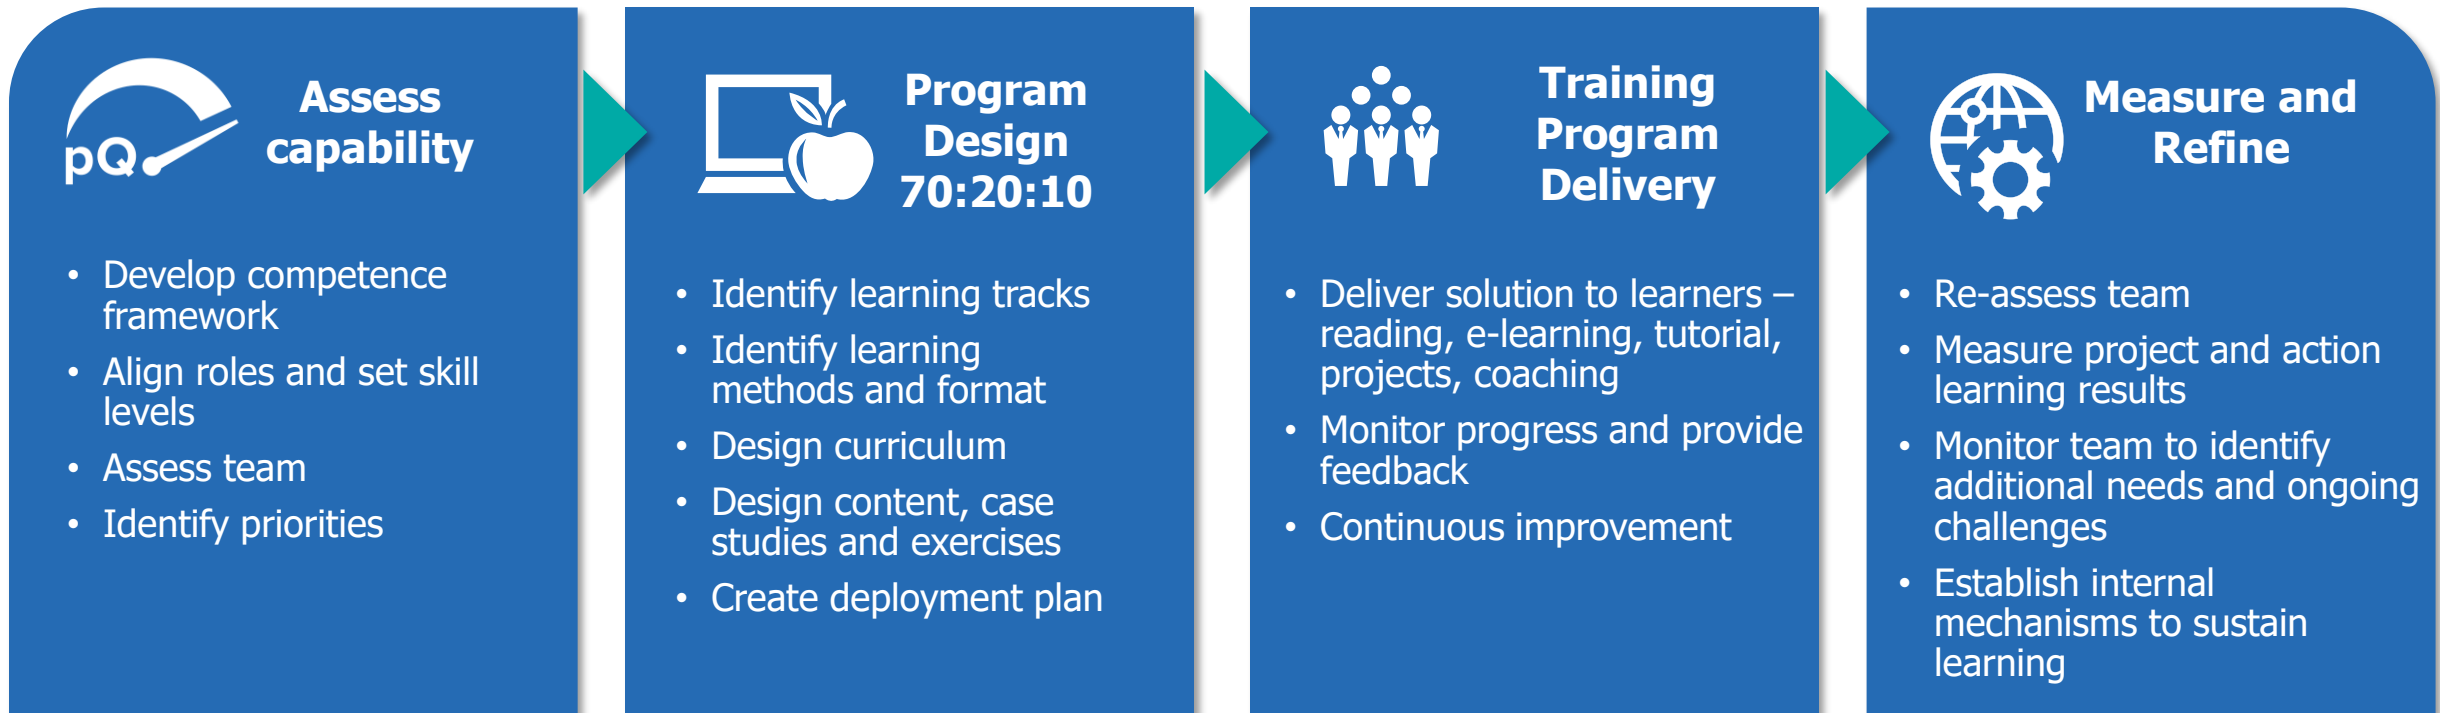 pQ
Assess
capability
• Develop competence
framework
• Align roles and set skill
levels
• Assess team
• Identify priorities
Program
Design
70:20:10
• Identify learning tracks
• Identify learning
methods and format
• Design curriculum
• Design content, case
studies and exercises
• Create deployment plan
Training
Program
Delivery
• Deliver solution to learners –
reading, e-learning, tutorial,
projects, coaching
• Monitor progress and provide
feedback
• Continuous improvement
Measure and
Refine
• Re-assess team
• Measure project and action
learning results
• Monitor team to identify
additional needs and ongoing
challenges
• Establish internal
mechanisms to sustain
learning